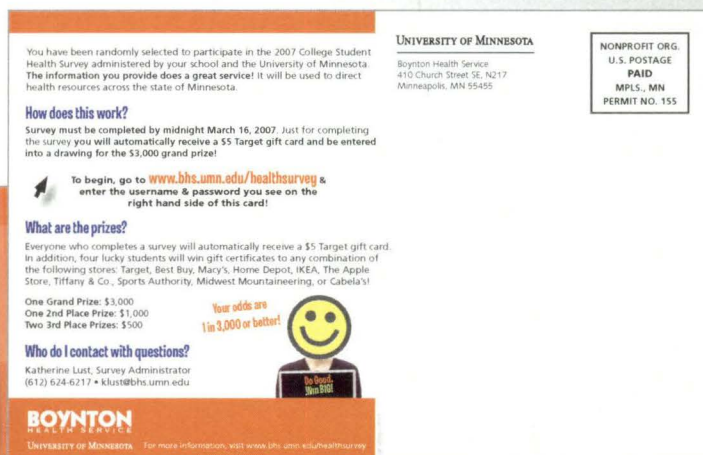 You have been randomly selected to participate in the 2007 College Student
Health Survey administered by your school and the University of Minnesota.
The information you provide does a great service! It will be used to direct
health resources across the state of Minnesota.
How does this work?
Survey must be completed by midnight March 16, 2007. Just for completing
the survey you will automatically receive a $5 Target gift card and be entered
into a drawing for the $3,000 grand prize!
To begin, go to www.bhs.umn.edu/healthsurvey &
enter the username & password you see on the
right hand side of this card!
What are the prizes?
Everyone who completes a survey will automatically receive a $5 Target gift card.
In addition, four lucky students will win gift certificates to any combination of
the following stores: Target, Best Buy, Macy's, Home Depot, IKEA, The Apple
Store, Tiffany & Co., Sports Authority, Midwest Mountaineering, or Cabela's!
One Grand Prize: $3,000
One 2nd Place Prize: $1,000
Two 3rd Place Prizes: $500
Your odds are
1 in 3,000 or better!
Who do I contact with questions?
Katherine Lust, Survey Administrator
(612) 624-6217 • klust@bhs.umn.edu
Do Good.
Win BIG!
BOYNTON
HEALTH SERVICE
UNIVERSITY OF MINNESOTA For more information, visit www.bhs.umn.edu/healthsurvey
UNIVERSITY OF MINNESOTA
Boynton Health Service
410 Church Street SE, N217
Minneapolis, MN 55455
NONPROFIT ORG.
U.S. POSTAGE
PAID
MPLS., MN
PERMIT NO. 155